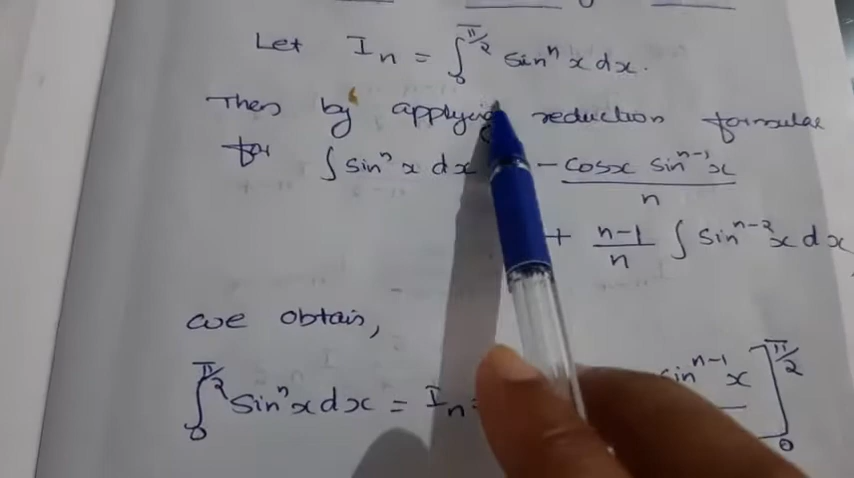 Let I_n = ∫_0^{π/2} sin^n x dx.
Then by applying reduction formulae
for ∫ sin^n x dx - cosx sin^{n-1}x / n
+ n-1 / n ∫ sin^{n-2}x dx,
we obtain,
∫_0^{π/2} sin^n x dx = I_n = sin^{n-1} x ]_0^{π/2}